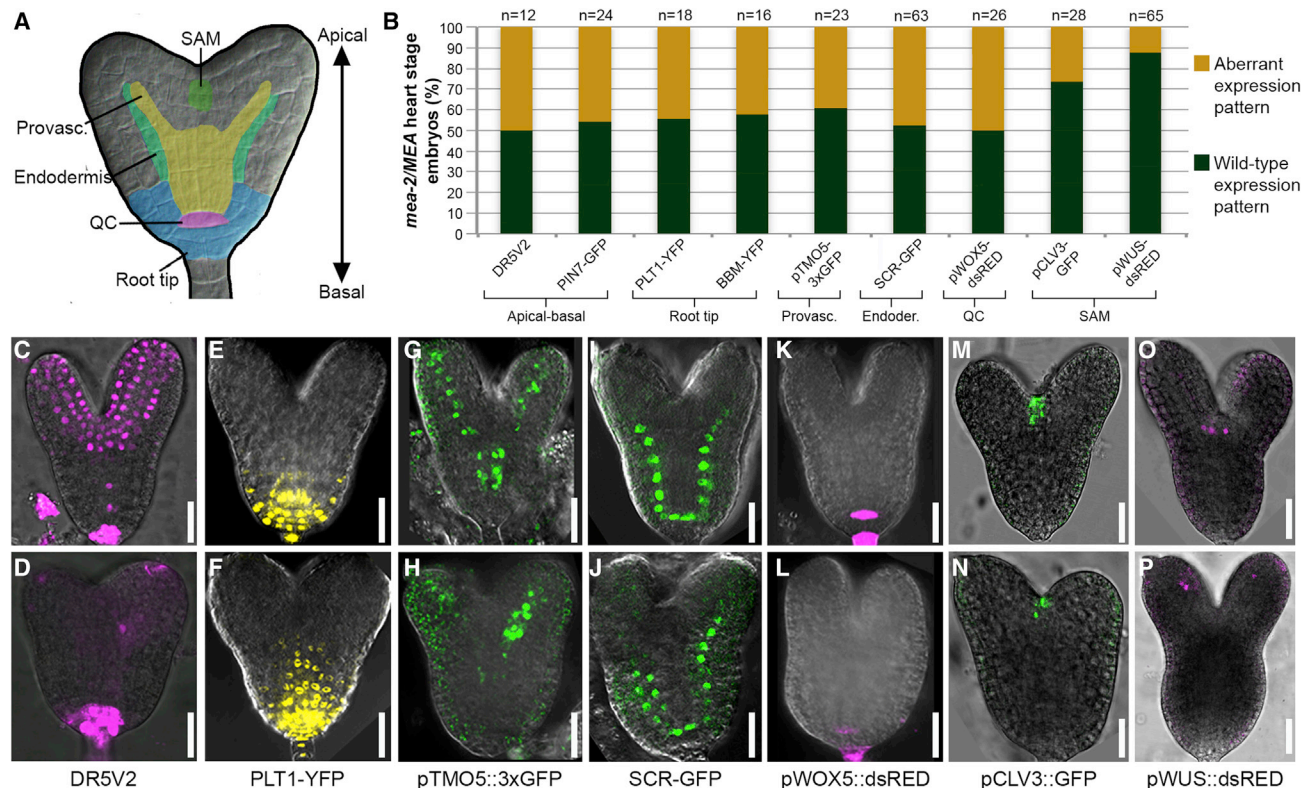 A
SAM
Apical
Provasc.
Endodermis
QC
Root tip
Basal
B
n=12 n=24 n=18 n=16 n=23 n=63 n=26 n=28 n=65
mea-2/MEA heart stage
embryos (%)
100
90
80
70
60
50
40
30
20
10
0
Aberrant
expression
pattern
Wild-type
expression
pattern
DR5V2
PIN7-GFP
PLT1-YFP
BBM-YFP
pTMO5-
3xGFP
SCR-GFP
pWOX5-
dsRED
pCLV3-
GFP
pWUS-
dsRED
Apical-basal Root tip Provasc. Endoder. QC SAM
C E G I K M O
D F H J L N P
DR5V2 PLT1-YFP pTMO5::3xGFP SCR-GFP pWOX5::dsRED pCLV3::GFP pWUS::dsRED